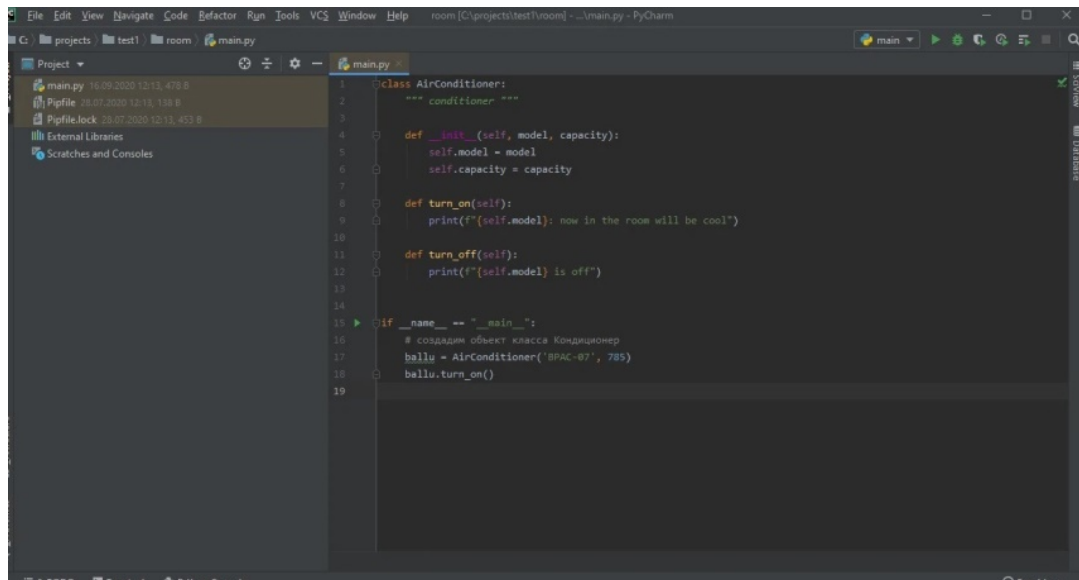 File Edit View Navigate Code Refactor Run Tools VCS Window Help room [C:\projects\test1\room] - ...\main.py - PyCharm
C: projects test1 room main.py main
Project main.py
main.py 16.09.2020 12:13, 478 B
Pipfile 28.07.2020 12:13, 138 B
Pipfile.lock 28.07.2020 12:13, 453 B
External Libraries
Scratches and Consoles
1 class AirConditioner:
2 """ conditioner """
3
4 def __init__(self, model, capacity):
5 self.model = model
6 self.capacity = capacity
7
8 def turn_on(self):
9 print(f"{self.model}: now in the room will be cool")
10
11 def turn_off(self):
12 print(f"{self.model} is off")
13
14
15 if __name__ == "__main__":
16 # создадим объект класса Кондиционер
17 ballu = AirConditioner('BPAC-07', 785)
18 ballu.turn_on()
19
SciView
Database